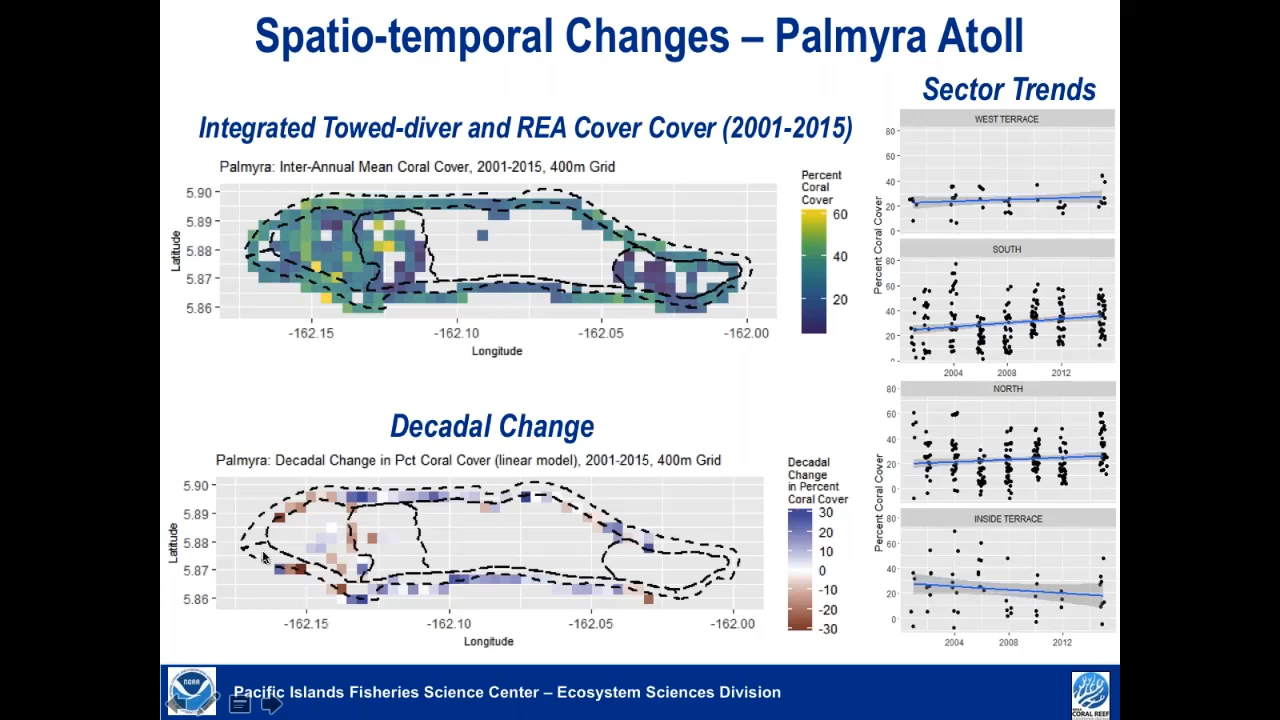 Spatio-temporal Changes – Palmyra Atoll
Sector Trends
Integrated Towed-diver and REA Cover Cover (2001-2015)
Palmyra: Inter-Annual Mean Coral Cover, 2001-2015, 400m Grid
5.90
5.89
5.88
5.87
5.86
Latitude
-162.15
-162.10
-162.05
-162.00
Longitude
Percent
Coral
Cover
60
40
20
Decadal Change
Palmyra: Decadal Change in Pct Coral Cover (linear model), 2001-2015, 400m Grid
5.90
5.89
5.88
5.87
5.86
Latitude
-162.15
-162.10
-162.05
-162.00
Longitude
Decadal
Change
in Percent
Coral Cover
30
20
10
0
-10
-20
-30
WEST TERRACE
80
60
40
20
0
Percent Coral Cover
SOUTH
80
60
40
20
0
2004
2008
2012
NORTH
80
60
40
20
0
Percent Coral Cover
INSIDE TERRACE
80
60
40
20
0
2004
2008
2012
NOAA
Pacific Islands Fisheries Science Center – Ecosystem Sciences Division
CORAL REEF